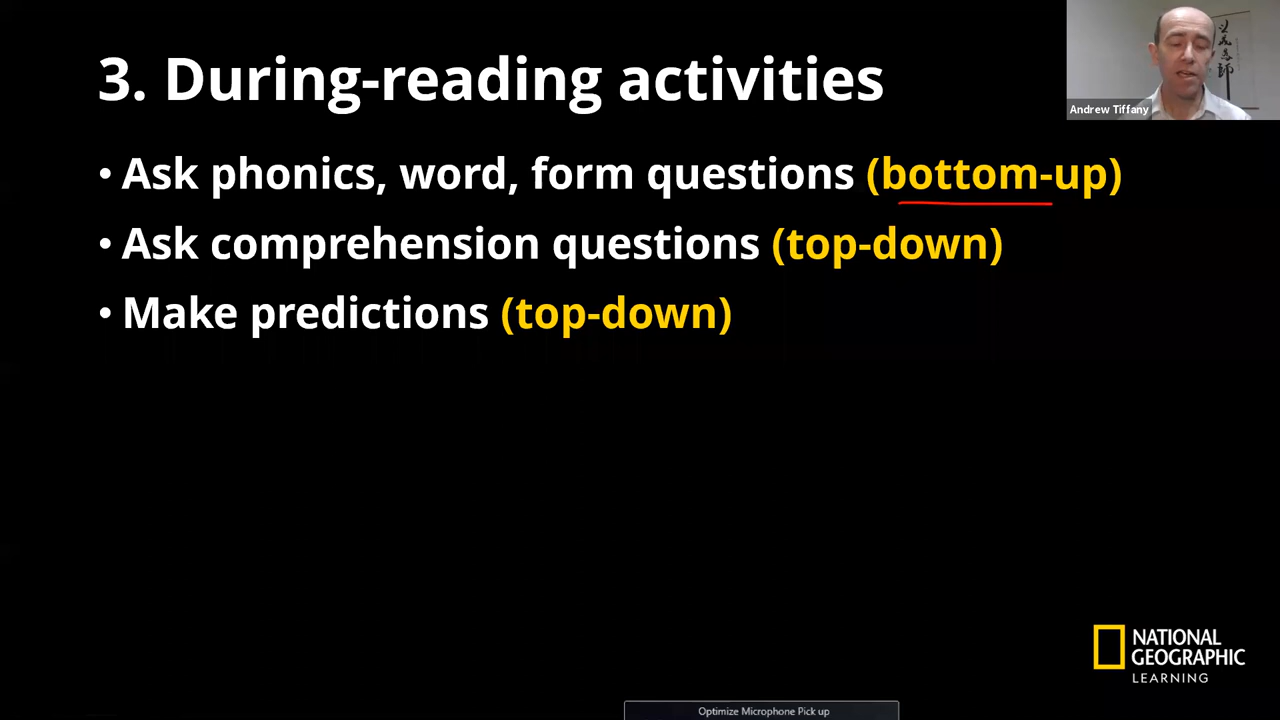 3. During-reading activities
Andrew Tiffany
• Ask phonics, word, form questions (bottom-up)
• Ask comprehension questions (top-down)
• Make predictions (top-down)
NATIONAL
GEOGRAPHIC
LEARNING
Optimize Microphone Pick up